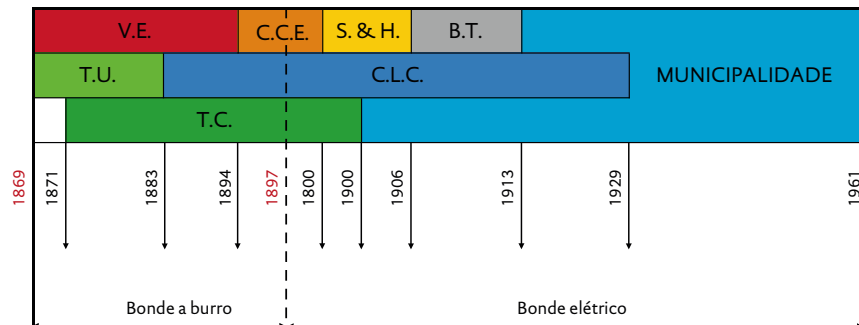 V.E. C.C.E. S. & H. B.T.
T.U. C.L.C. MUNICIPALIDADE
T.C.
1869 1871 1883 1894 1897 1800 1900 1906 1913 1929 1961
Bonde a burro Bonde elétrico